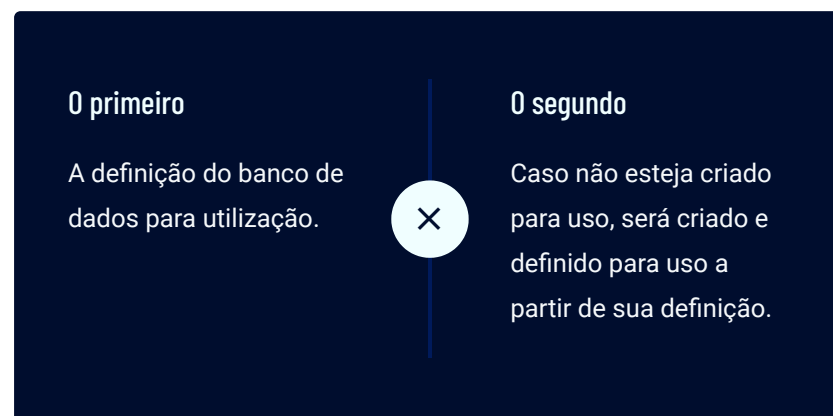 O primeiro
A definição do banco de
dados para utilização.
O segundo
Caso não esteja criado
para uso, será criado e
definido para uso a
partir de sua definição.